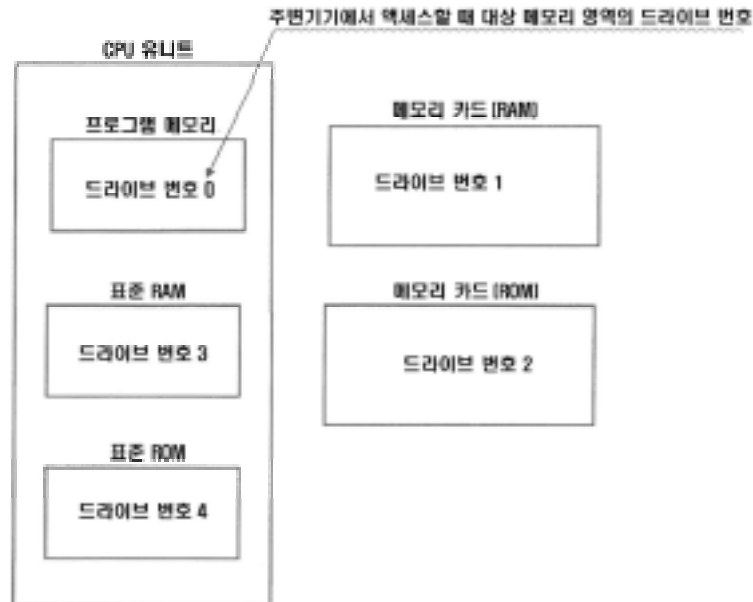 주변기기에서 액세스할 때 대상 메모리 영역의 드라이브 번호
CPU 유니트
프로그램 메모리
드라이브 번호 0
표준 RAM
드라이브 번호 3
표준 ROM
드라이브 번호 4
메모리 카드 (RAM)
드라이브 번호 1
메모리 카드 (ROM)
드라이브 번호 2